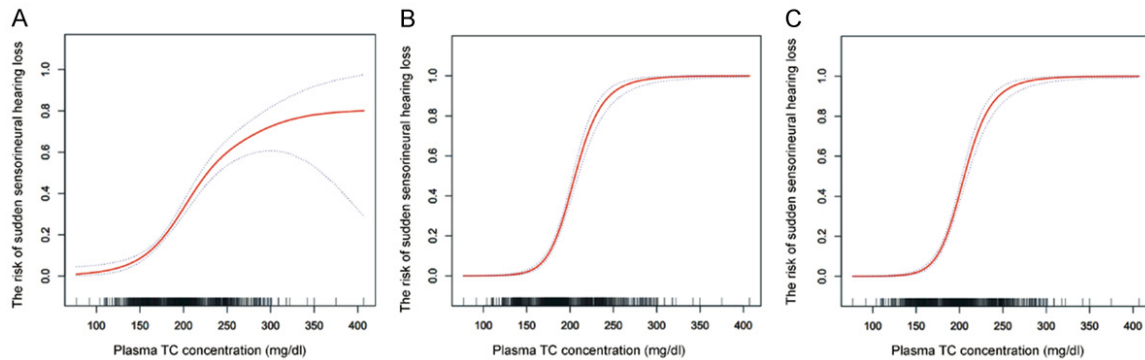 A
The risk of sudden sensorineural hearing loss
0.0 0.2 0.4 0.6 0.8 1.0
100 150 200 250 300 350 400
Plasma TC concentration (mg/dl)
B
The risk of sudden sensorineural hearing loss
0.0 0.2 0.4 0.6 0.8 1.0
100 150 200 250 300 350 400
Plasma TC concentration (mg/dl)
C
The risk of sudden sensorineural hearing loss
0.0 0.2 0.4 0.6 0.8 1.0
100 150 200 250 300 350 400
Plasma TC concentration (mg/dl)